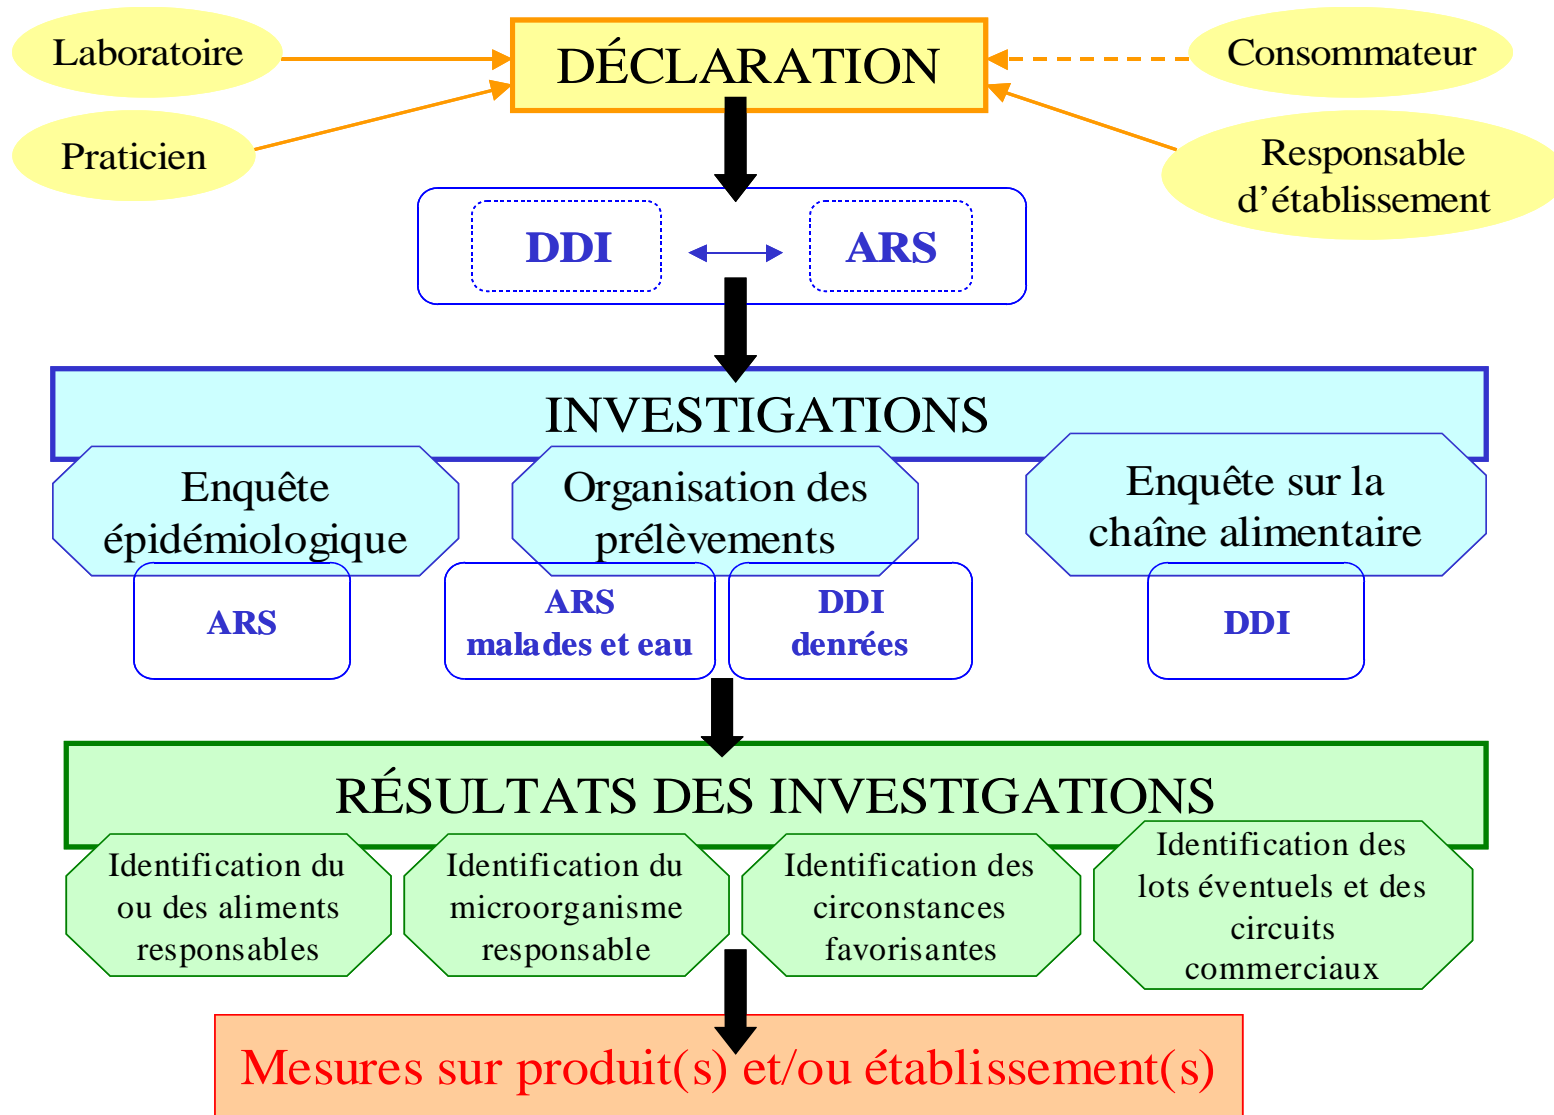 Laboratoire
DÉCLARATION
Consommateur
Praticien
Responsable
d’établissement
DDI
ARS
INVESTIGATIONS
Enquête
épidémiologique
Organisation des
prélèvements
Enquête sur la
chaîne alimentaire
ARS
ARS
malades et eau
DDI
denrées
DDI
RÉSULTATS DES INVESTIGATIONS
Identification du
ou des aliments
responsables
Identification du
microorganisme
responsable
Identification des
circonstances
favorisantes
Identification des
lots éventuels et des
circuits
commerciaux
Mesures sur produit(s) et/ou établissement(s)